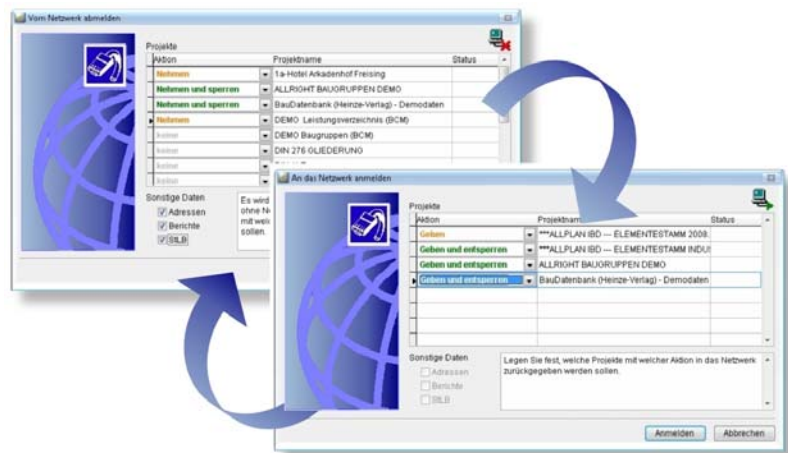 Vom Netzwerk abmelden
Projekte
Aktion Projektname Status
Nehmen 1a-Hotel Arkadenhof Freising
Nehmen und sperren ALLRIGHT BAUGRUPPEN DEMO
Nehmen und sperren BauDatenbank (Heinze-Verlag) - Demodaten
Nehmen DEMO Leistungsverzeichnis (BCM)
keine DEMO Baugruppen (BCM)
keine DIN 276 GLIEDERUNG
keine
Sonstige Daten
Adressen
Berichte
StLB
Es wird
ohne
mit
sollen.
An das Netzwerk anmelden
Projekte
Aktion Projektname Status
Geben ***ALLPLAN IBD --- ELEMENTESTAMM 2008.
Geben und entsperren ***ALLPLAN IBD --- ELEMENTESTAMM INDUS
Geben und entsperren ALLRIGHT BAUGRUPPEN DEMO
Geben und entsperren BauDatenbank (Heinze-Verlag) - Demodaten
Sonstige Daten
Adressen
Berichte
StLB
Legen Sie fest, welche Projekte mit welcher Aktion in das Netzwerk
zurückgegeben werden sollen.
Anmelden Abbrechen